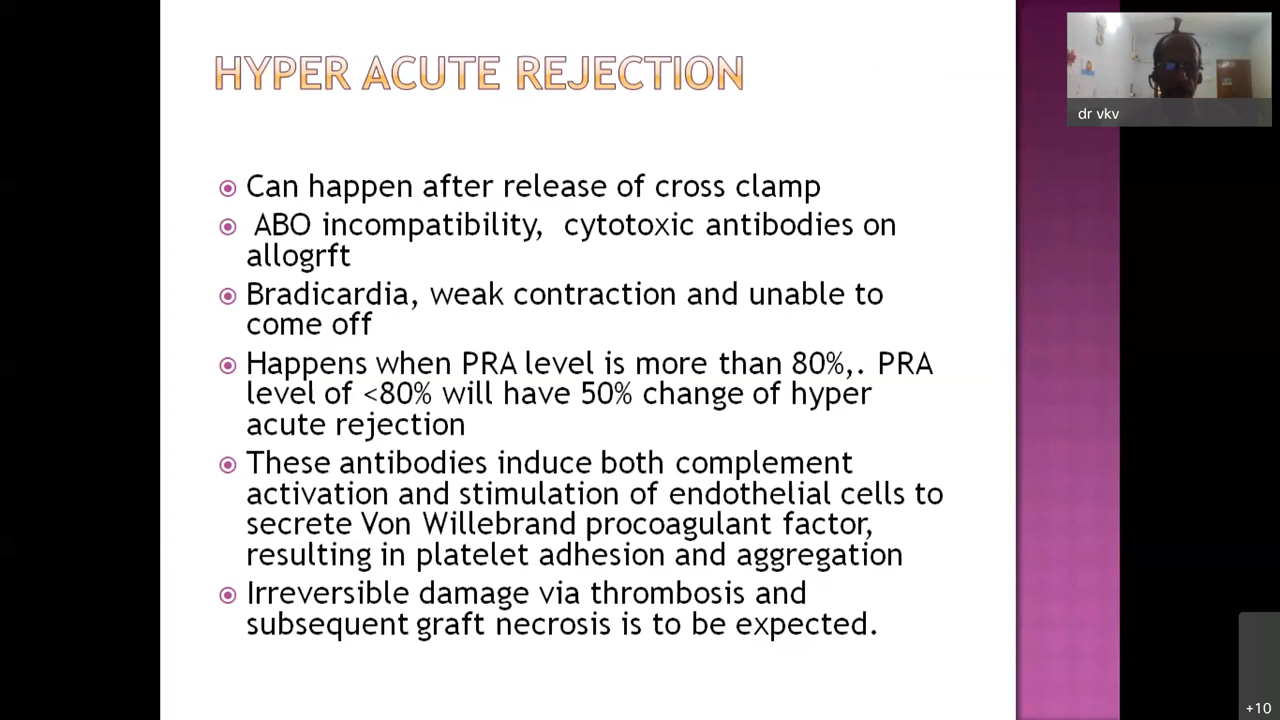 HYPER ACUTE REJECTION
dr vkv
Can happen after release of cross clamp
ABO incompatibility, cytotoxic antibodies on
allogrft
Bradicardia, weak contraction and unable to
come off
Happens when PRA level is more than 80%,. PRA
level of <80% will have 50% change of hyper
acute rejection
These antibodies induce both complement
activation and stimulation of endothelial cells to
secrete Von Willebrand procoagulant factor,
resulting in platelet adhesion and aggregation
Irreversible damage via thrombosis and
subsequent graft necrosis is to be expected.
+10